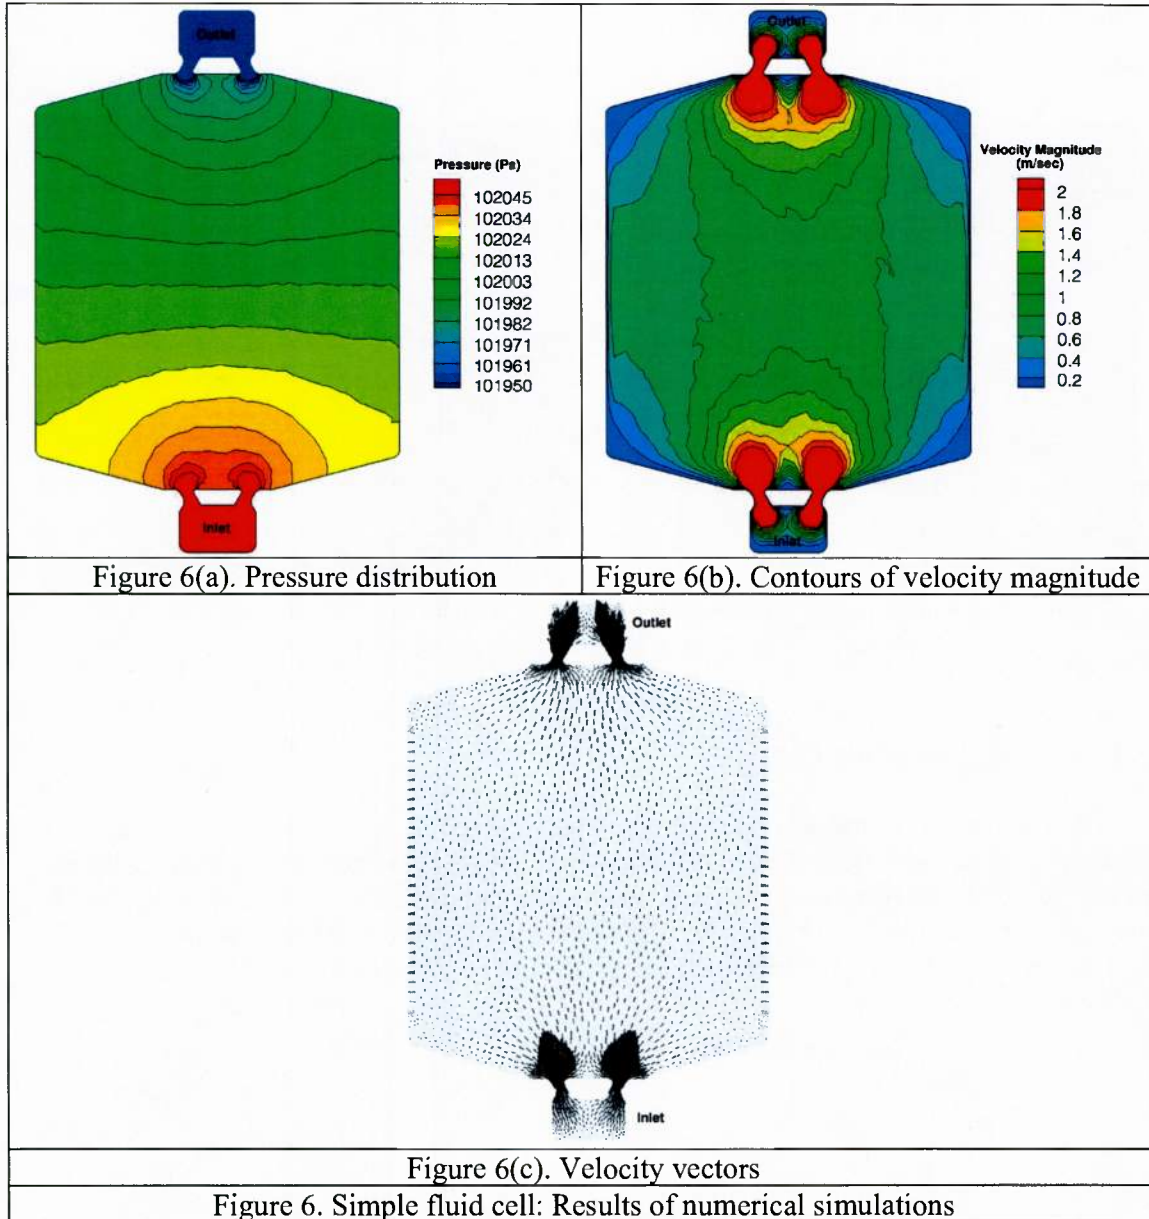 Outlet
Pressure (Pa)
102045
102034
102024
102013
102003
101992
101982
101971
101961
101950
Inlet
Figure 6(a). Pressure distribution
Outlet
Velocity Magnitude
(m/sec)
2
1.8
1.6
1.4
1.2
1
0.8
0.6
0.4
0.2
Inlet
Figure 6(b). Contours of velocity magnitude
Outlet
Inlet
Figure 6(c). Velocity vectors
Figure 6. Simple fluid cell: Results of numerical simulations